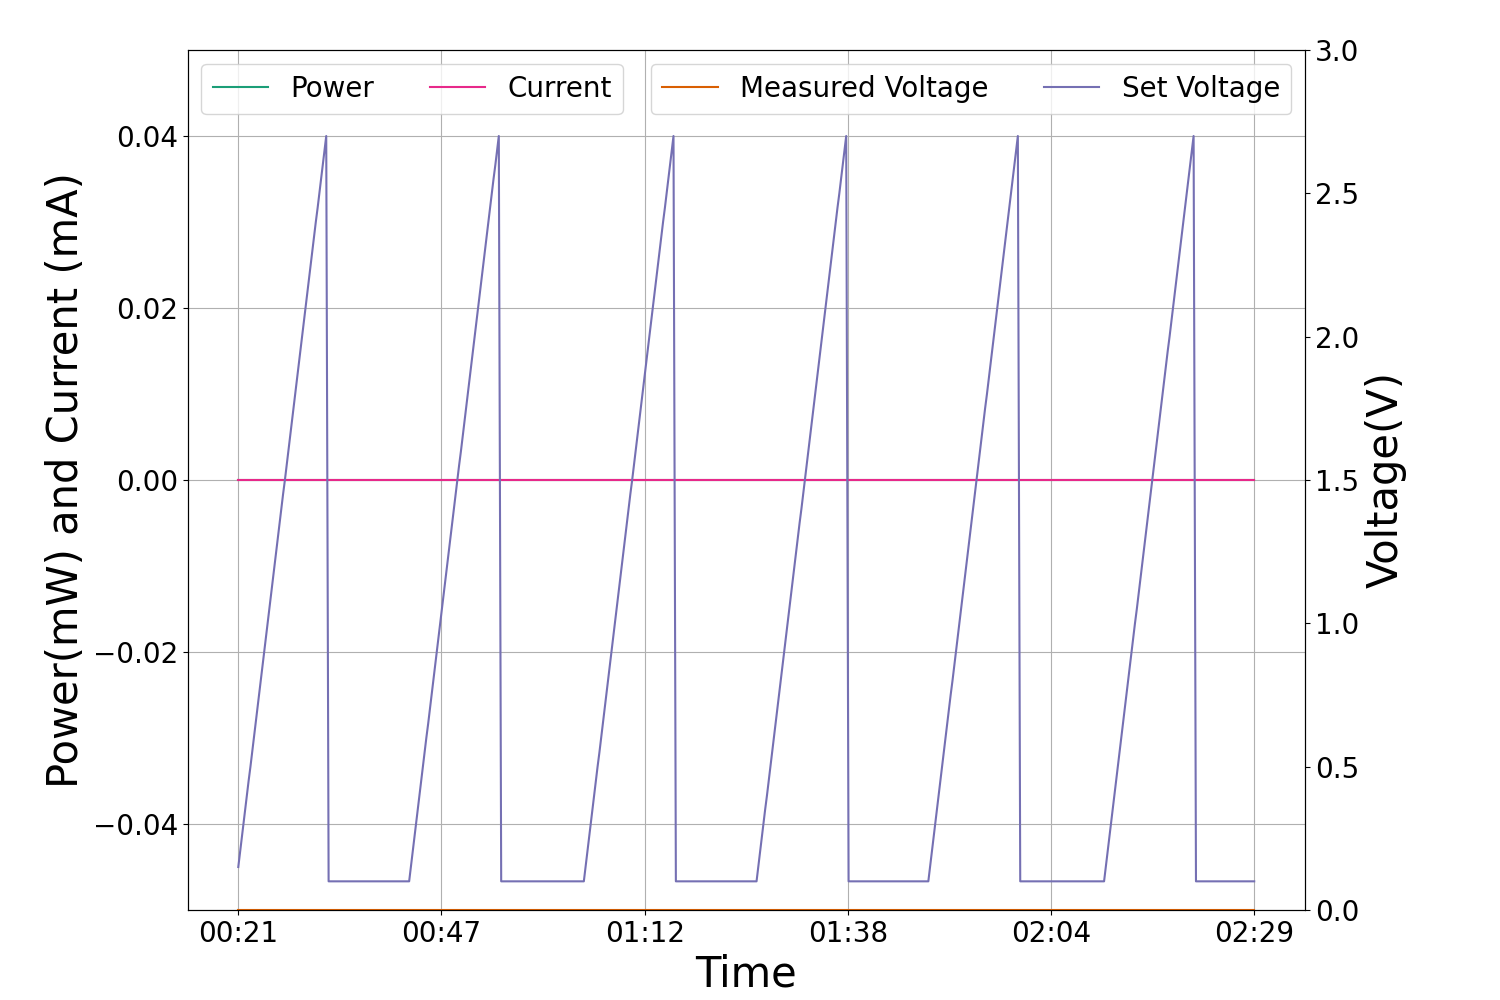 Power Current Measured Voltage Set Voltage
Power(mW) and Current (mA)
0.04
0.02
0.00
−0.02
−0.04
3.0
2.5
2.0
1.5
1.0
0.5
0.0
Voltage(V)
00:21 00:47 01:12 01:38 02:04 02:29
Time